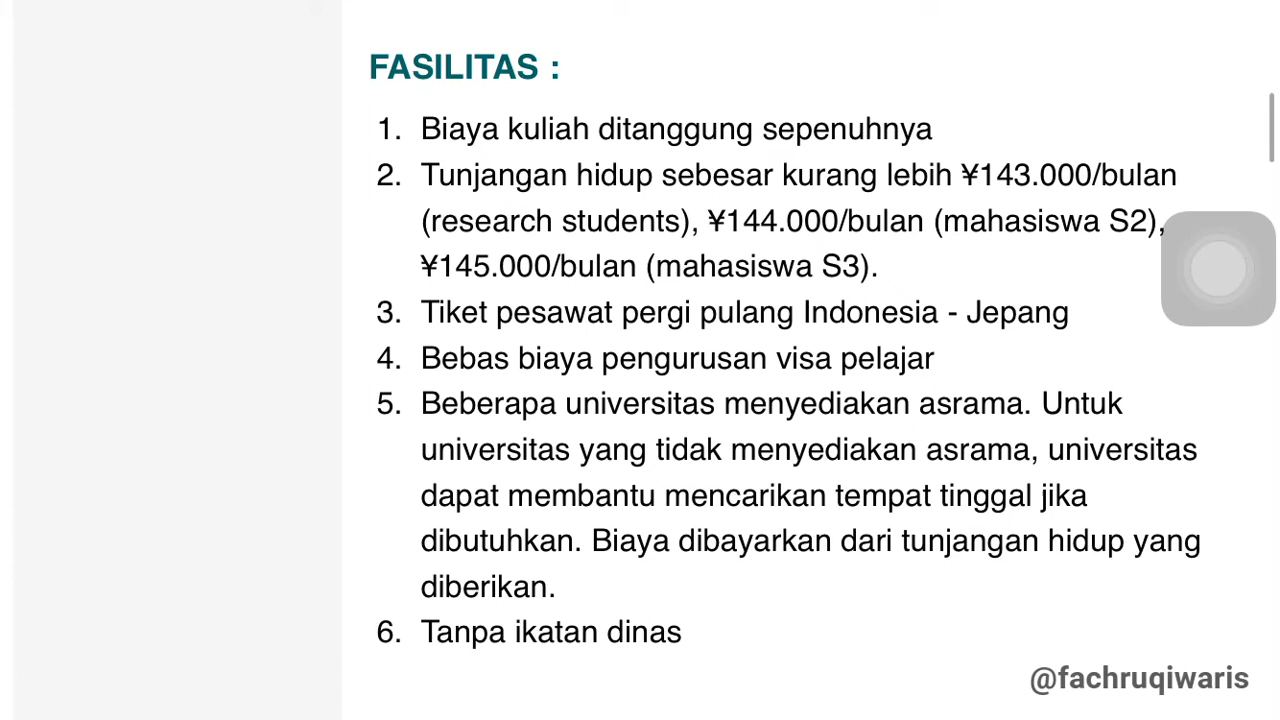 FASILITAS :
1. Biaya kuliah ditanggung sepenuhnya
2. Tunjangan hidup sebesar kurang lebih ¥143.000/bulan
(research students), ¥144.000/bulan (mahasiswa S2),
¥145.000/bulan (mahasiswa S3).
3. Tiket pesawat pergi pulang Indonesia - Jepang
4. Bebas biaya pengurusan visa pelajar
5. Beberapa universitas menyediakan asrama. Untuk
universitas yang tidak menyediakan asrama, universitas
dapat membantu mencarikan tempat tinggal jika
dibutuhkan. Biaya dibayarkan dari tunjangan hidup yang
diberikan.
6. Tanpa ikatan dinas
@fachruqiwaris